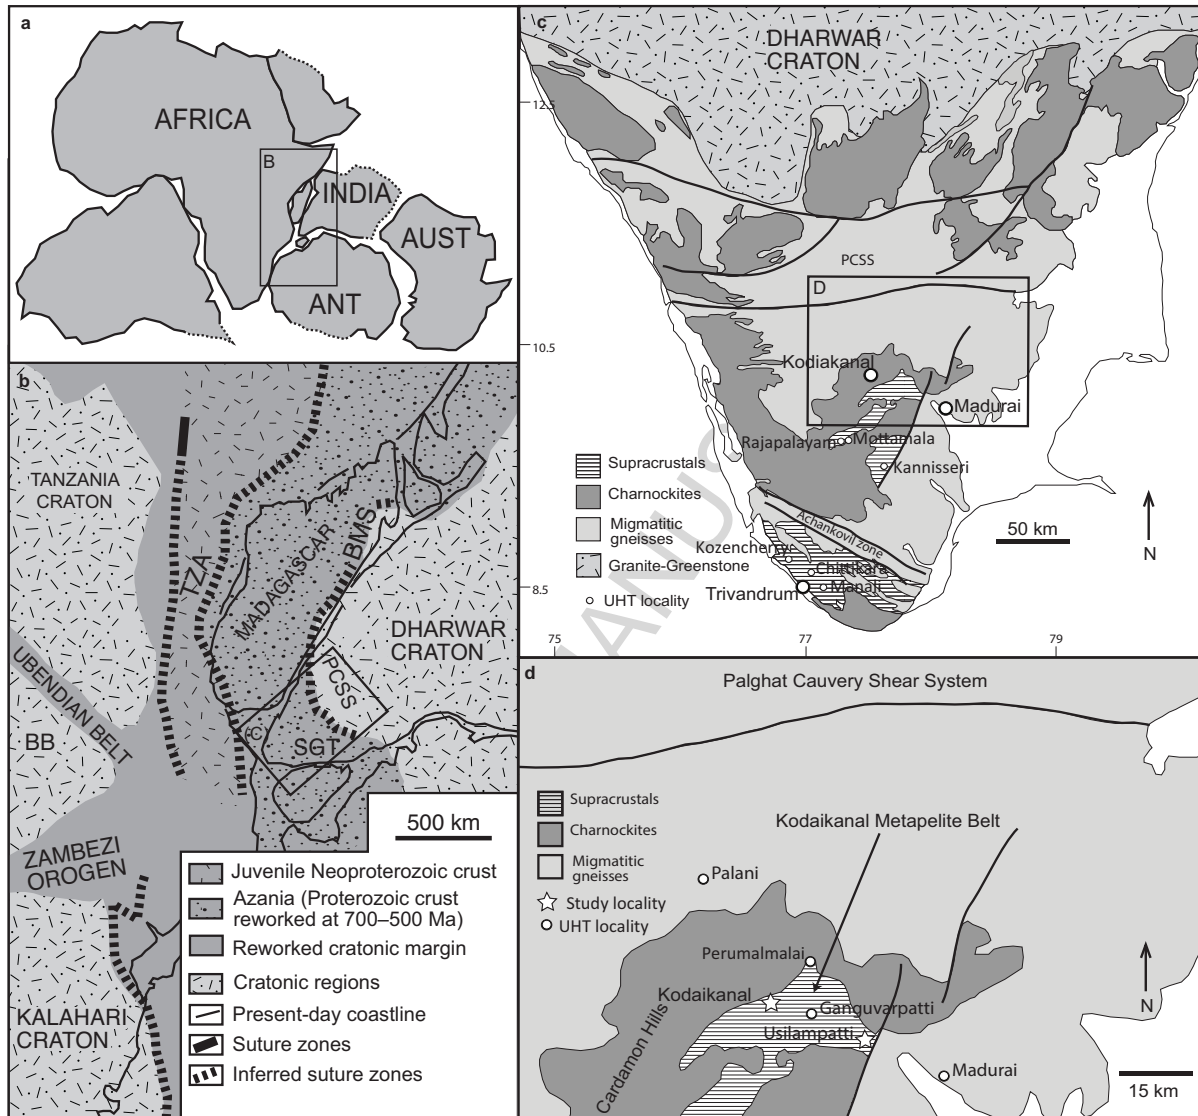 a
AFRICA
B
INDIA
AUST
ANT
b
TANZANIA
CRATON
TZA
MADAGASCAR
BMS
DHARWAR
CRATON
PCSS
UBENDIAN BELT
BB
C
SGT
500 km
ZAMBEZI
OROGEN
KALAHARI
CRATON
Juvenile Neoproterozoic crust
Azania (Proterozoic crust
reworked at 700–500 Ma)
Reworked cratonic margin
Cratonic regions
Present-day coastline
Suture zones
Inferred suture zones
c
DHARWAR
CRATON
12.5
PCSS
D
10.5
Kodiakanal
Madurai
Rajapalayam
Mottamala
Kannisseri
Supracrustals
Charnockites
Migmatitic
gneisses
Granite-Greenstone
UHT locality
Achankovil zone
Kozencherry
Chittikara
Manali
Trivandrum
8.5
50 km
N
75
77
79
ANUS
d
Palghat Cauvery Shear System
Supracrustals
Charnockites
Migmatitic
gneisses
Study locality
UHT locality
Kodaikanal Metapelite Belt
Palani
Perumalmalai
Kodaikanal
Ganguvarpatti
Usilampatti
Cardamon Hills
Madurai
N
15 km